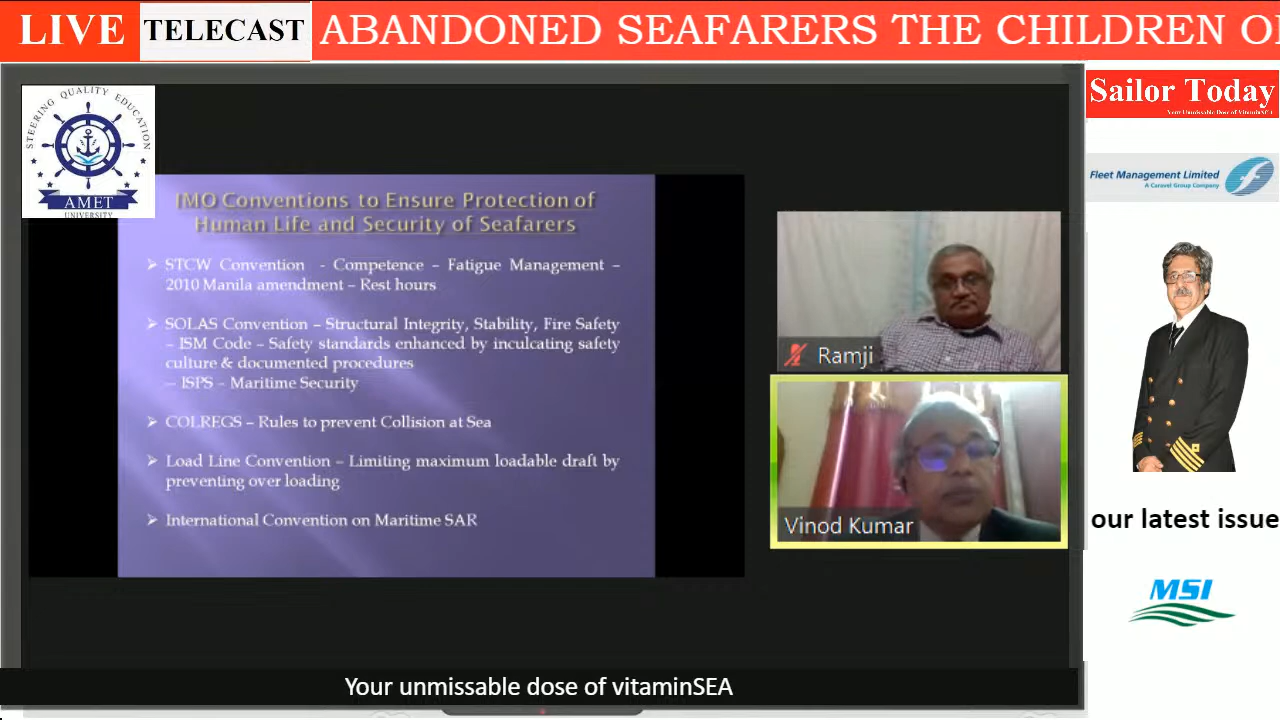 LIVE TELECAST ABANDONED SEAFARERS THE CHILDREN
Sailor Today
Your Unmissable Dose of VitaminSEA
STEERING QUALITY EDUCATION
AMET
UNIVERSITY
Fleet Management Limited
A Caravel Group Company
IMO Conventions to Ensure Protection of
Human Life and Security of Seafarers
➢ STCW Convention - Competence – Fatigue Management –
2010 Manila amendment – Rest hours
➢ SOLAS Convention – Structural Integrity, Stability, Fire Safety
– ISM Code – Safety standards enhanced by inculcating safety
culture & documented procedures
– ISPS – Maritime Security
➢ COLREGS – Rules to prevent Collision at Sea
➢ Load Line Convention – Limiting maximum loadable draft by
preventing over loading
➢ International Convention on Maritime SAR
Ramji
Vinod Kumar
our latest issue
MSI
Your unmissable dose of vitaminSEA